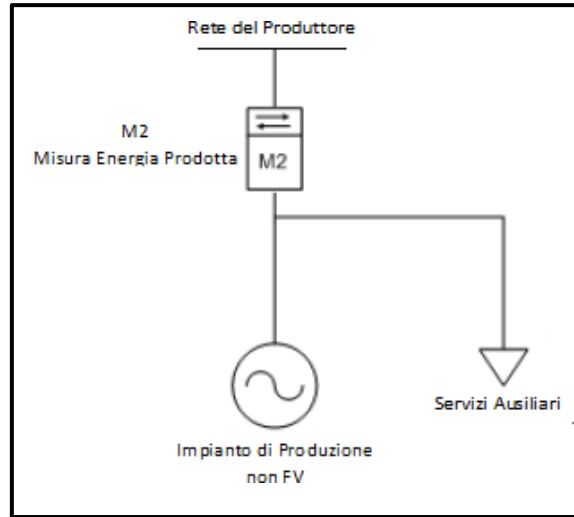 Rete del Produttore
M2
Misura Energia Prodotta
M2
Servizi Ausiliari
Impianto di Produzione
non FV